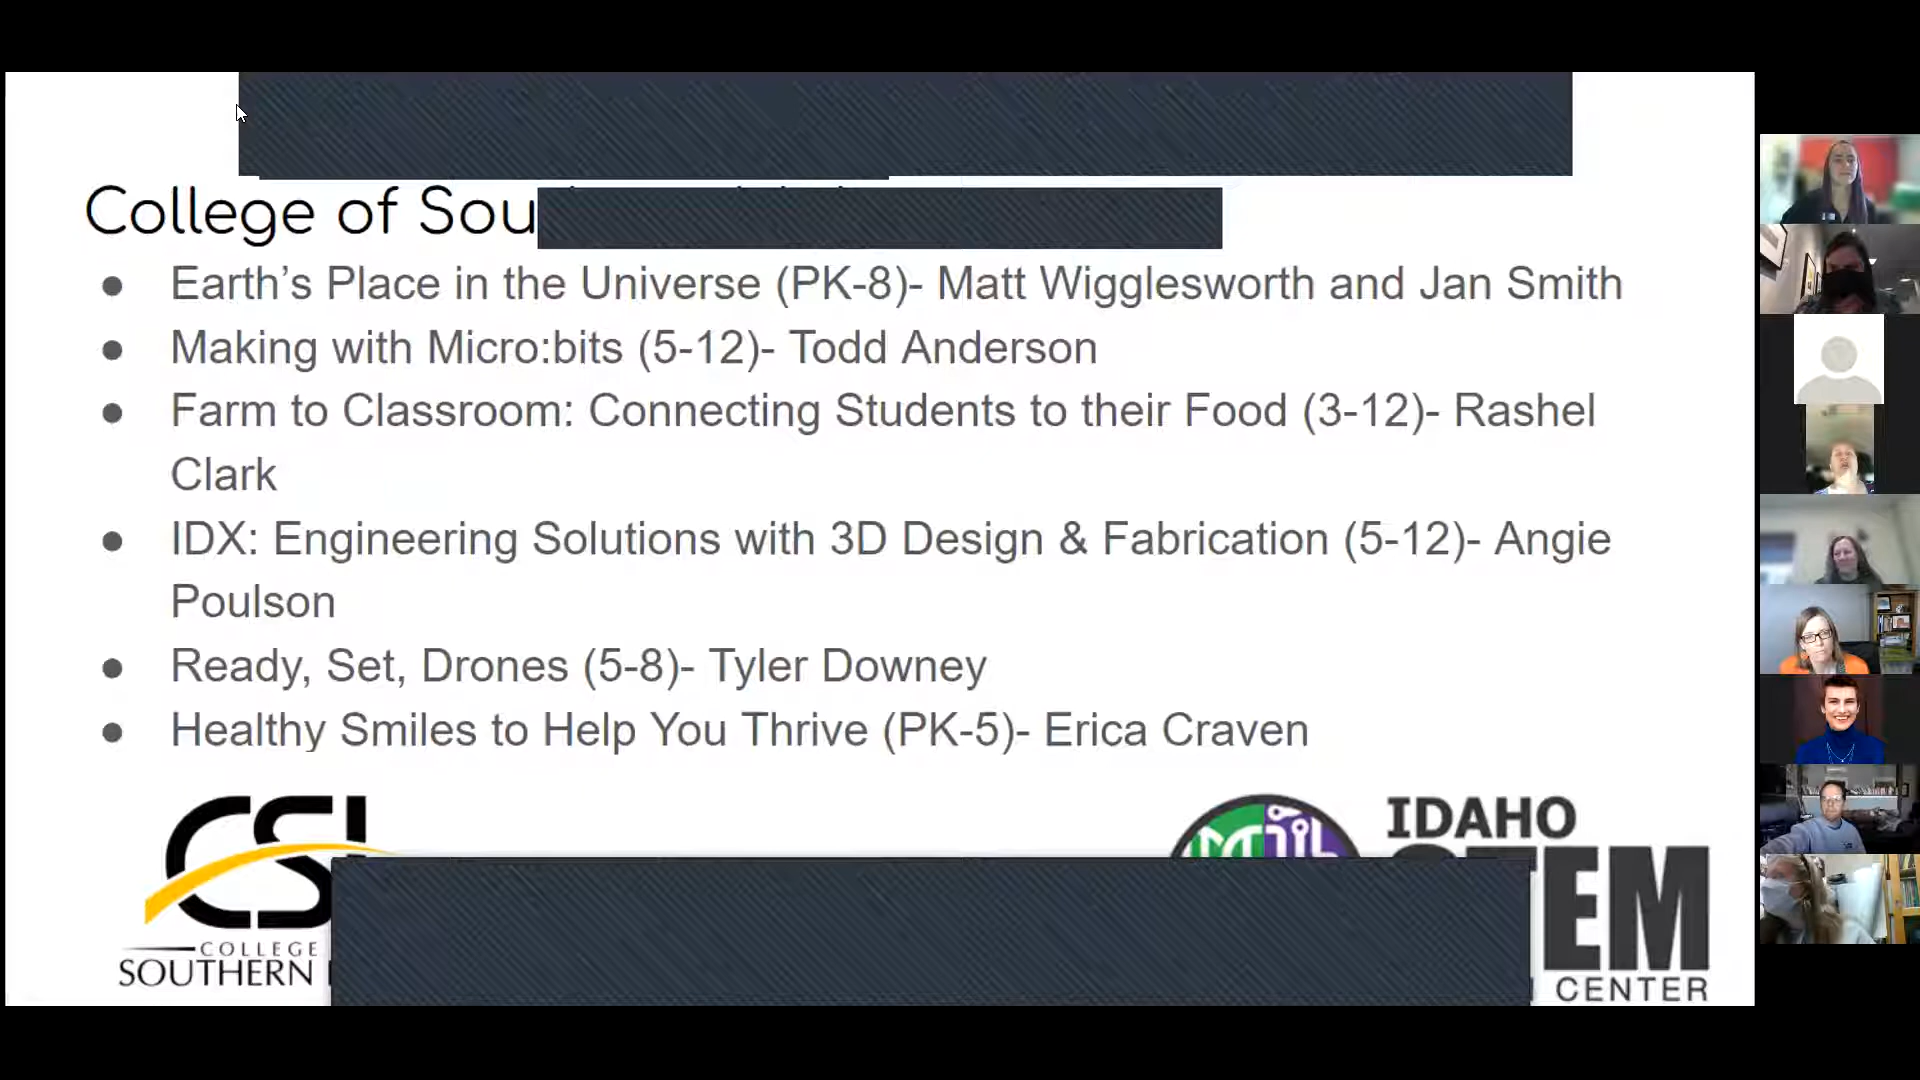 College of Sou
● Earth’s Place in the Universe (PK-8)- Matt Wigglesworth and Jan Smith
● Making with Micro:bits (5-12)- Todd Anderson
● Farm to Classroom: Connecting Students to their Food (3-12)- Rashel
Clark
● IDX: Engineering Solutions with 3D Design & Fabrication (5-12)- Angie
Poulson
● Ready, Set, Drones (5-8)- Tyler Downey
● Healthy Smiles to Help You Thrive (PK-5)- Erica Craven
CSI
COLLEGE
SOUTHERN
IDAHO
TEM
CENTER